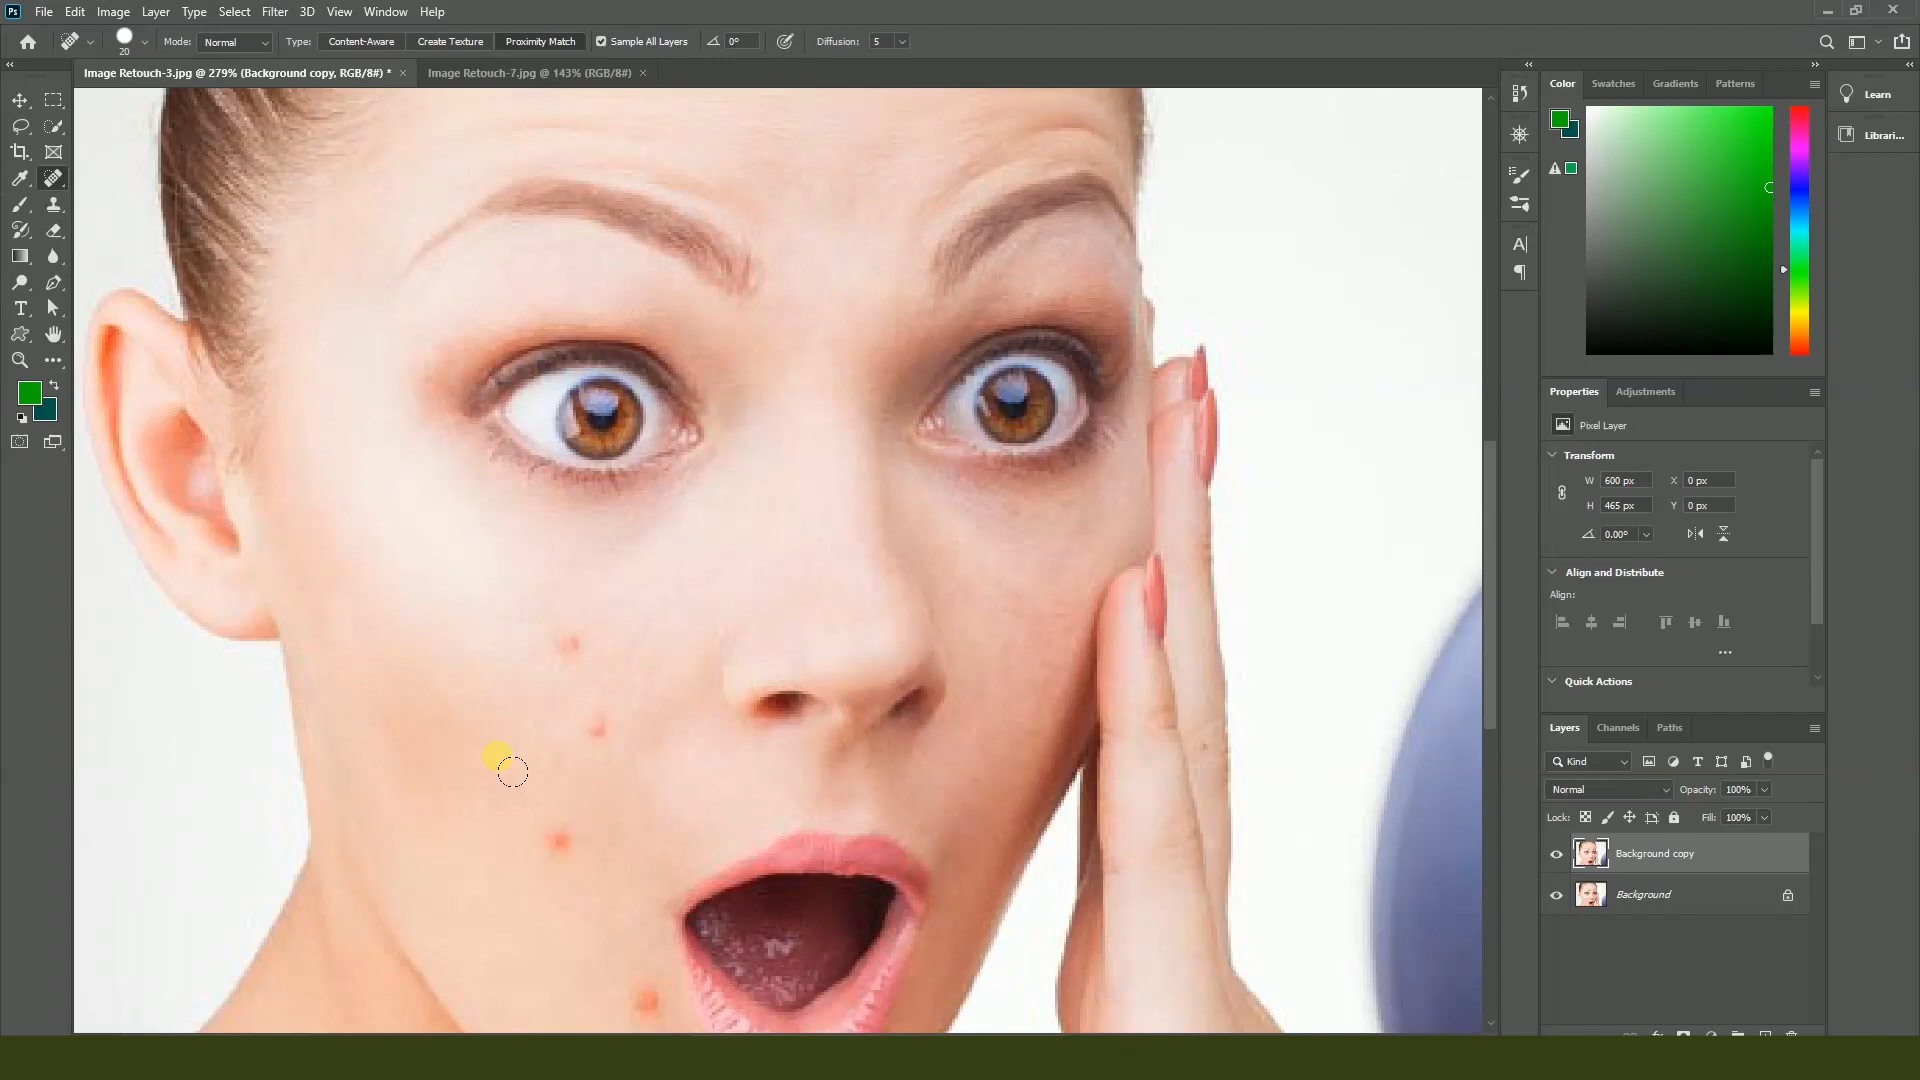 Ps File Edit Image Layer Type Select Filter 3D View Window Help
20 Mode: Normal Type: Content-Aware Create Texture Proximity Match Sample All Layers 0° Diffusion: 5
Image Retouch-3.jpg @ 279% (Background copy, RGB/8#) * × Image Retouch-7.jpg @ 143% (RGB/8#) ×
Color Swatches Gradients Patterns
Learn
Librari...
Properties Adjustments
Pixel Layer
Transform
W 600 px X 0 px
H 465 px Y 0 px
0.00°
Align and Distribute
Align:
Quick Actions
Layers Channels Paths
Kind
Normal Opacity: 100%
Lock: Fill: 100%
Background copy
Background